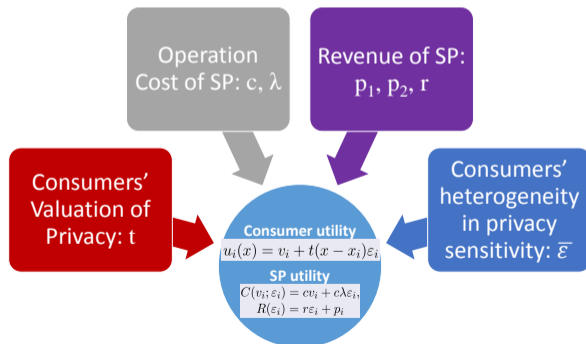 Operation
Cost of SP: c, λ
Revenue of SP:
p₁, p₂, r
Consumers'
Valuation of
Privacy: t
Consumers'
heterogeneity
in privacy
sensitivity: ε̅
Consumer utility
uᵢ(x) = vᵢ + t(x − xᵢ)εᵢ
SP utility
C(vᵢ; εᵢ) = cvᵢ + cλεᵢ,
R(εᵢ) = rεᵢ + pᵢ